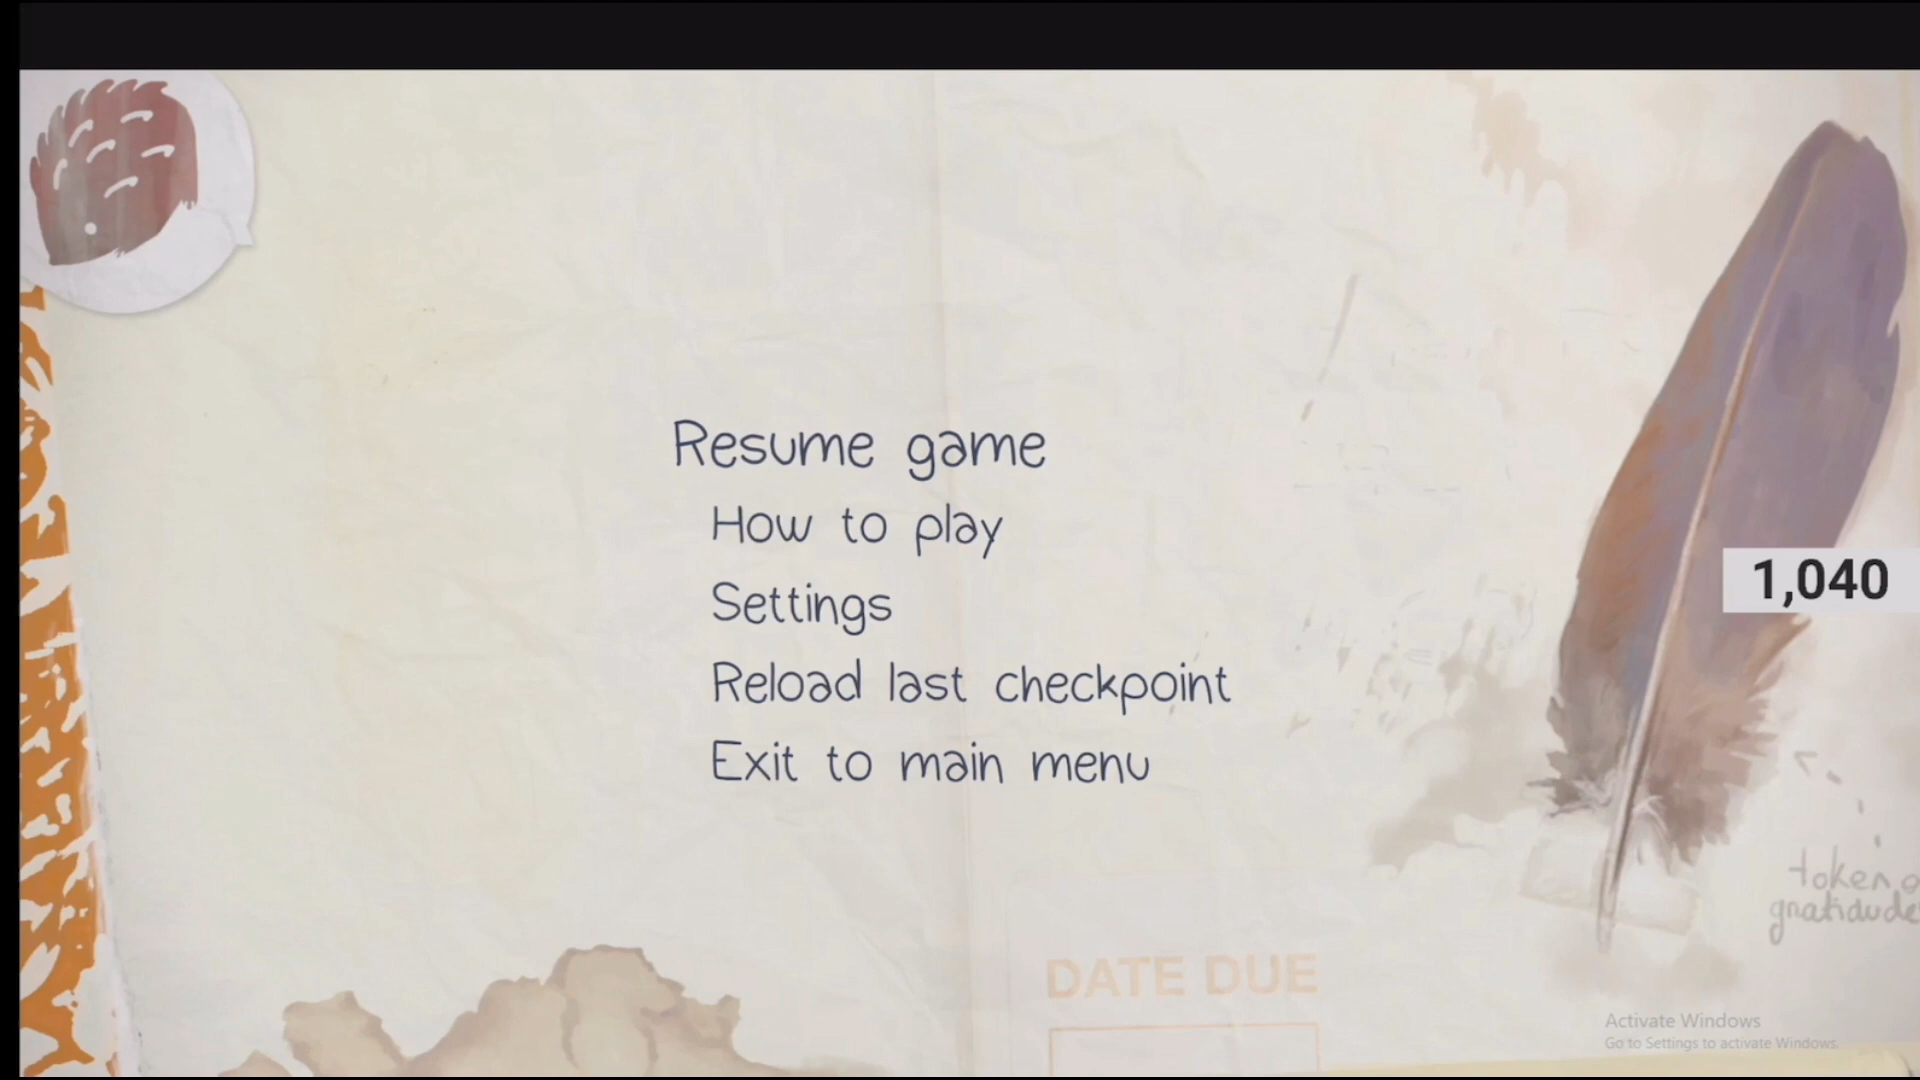 Resume game
How to play
Settings
1,040
Reload last checkpoint
Exit to main menu
token
DATE DUE
Activate Windows
Go to Settings to activate Windows.